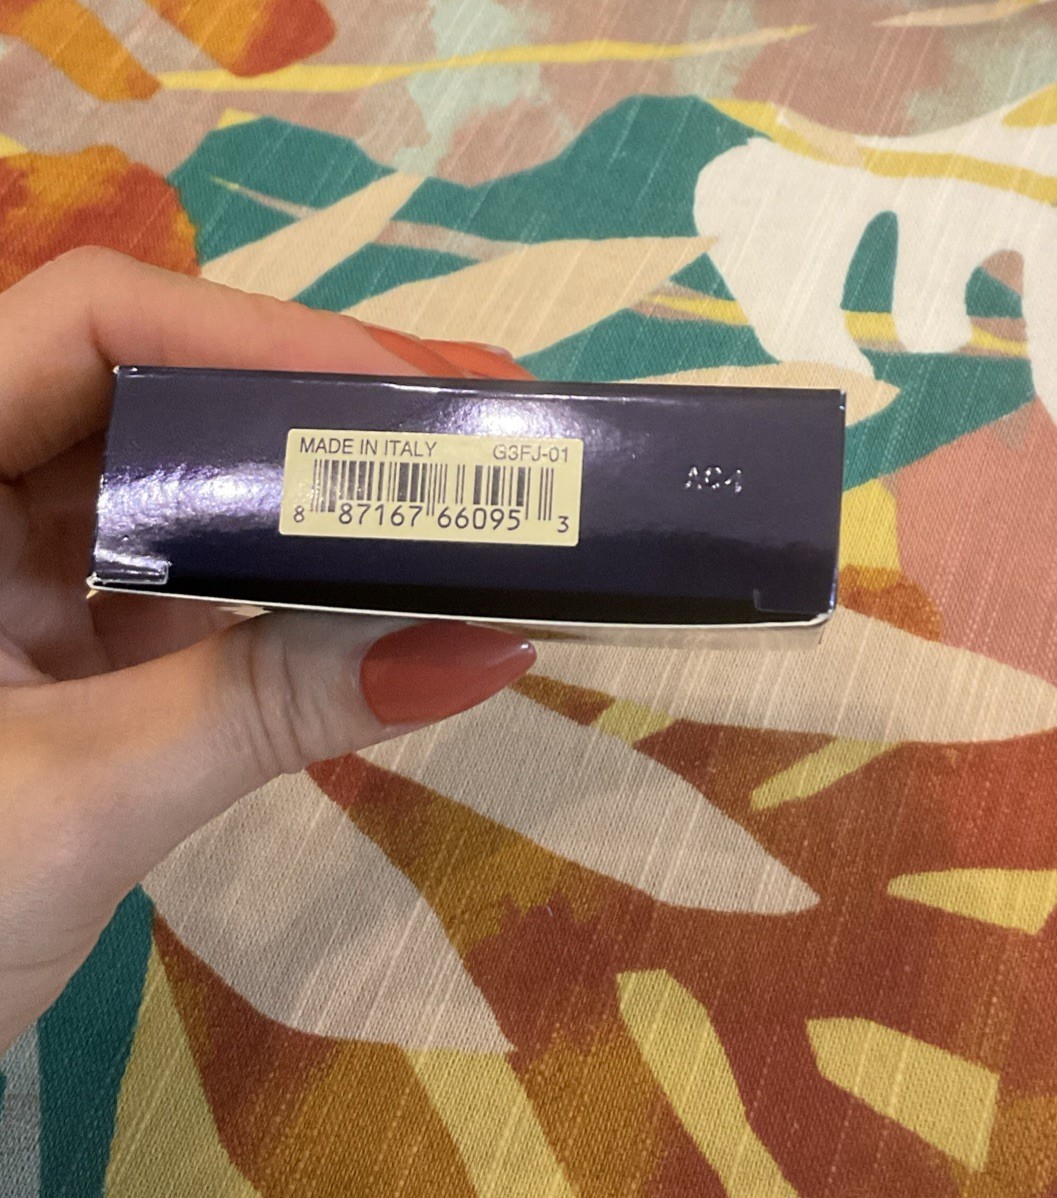 MADE IN ITALY G3FJ-01
8 87167 66095 3
AC4